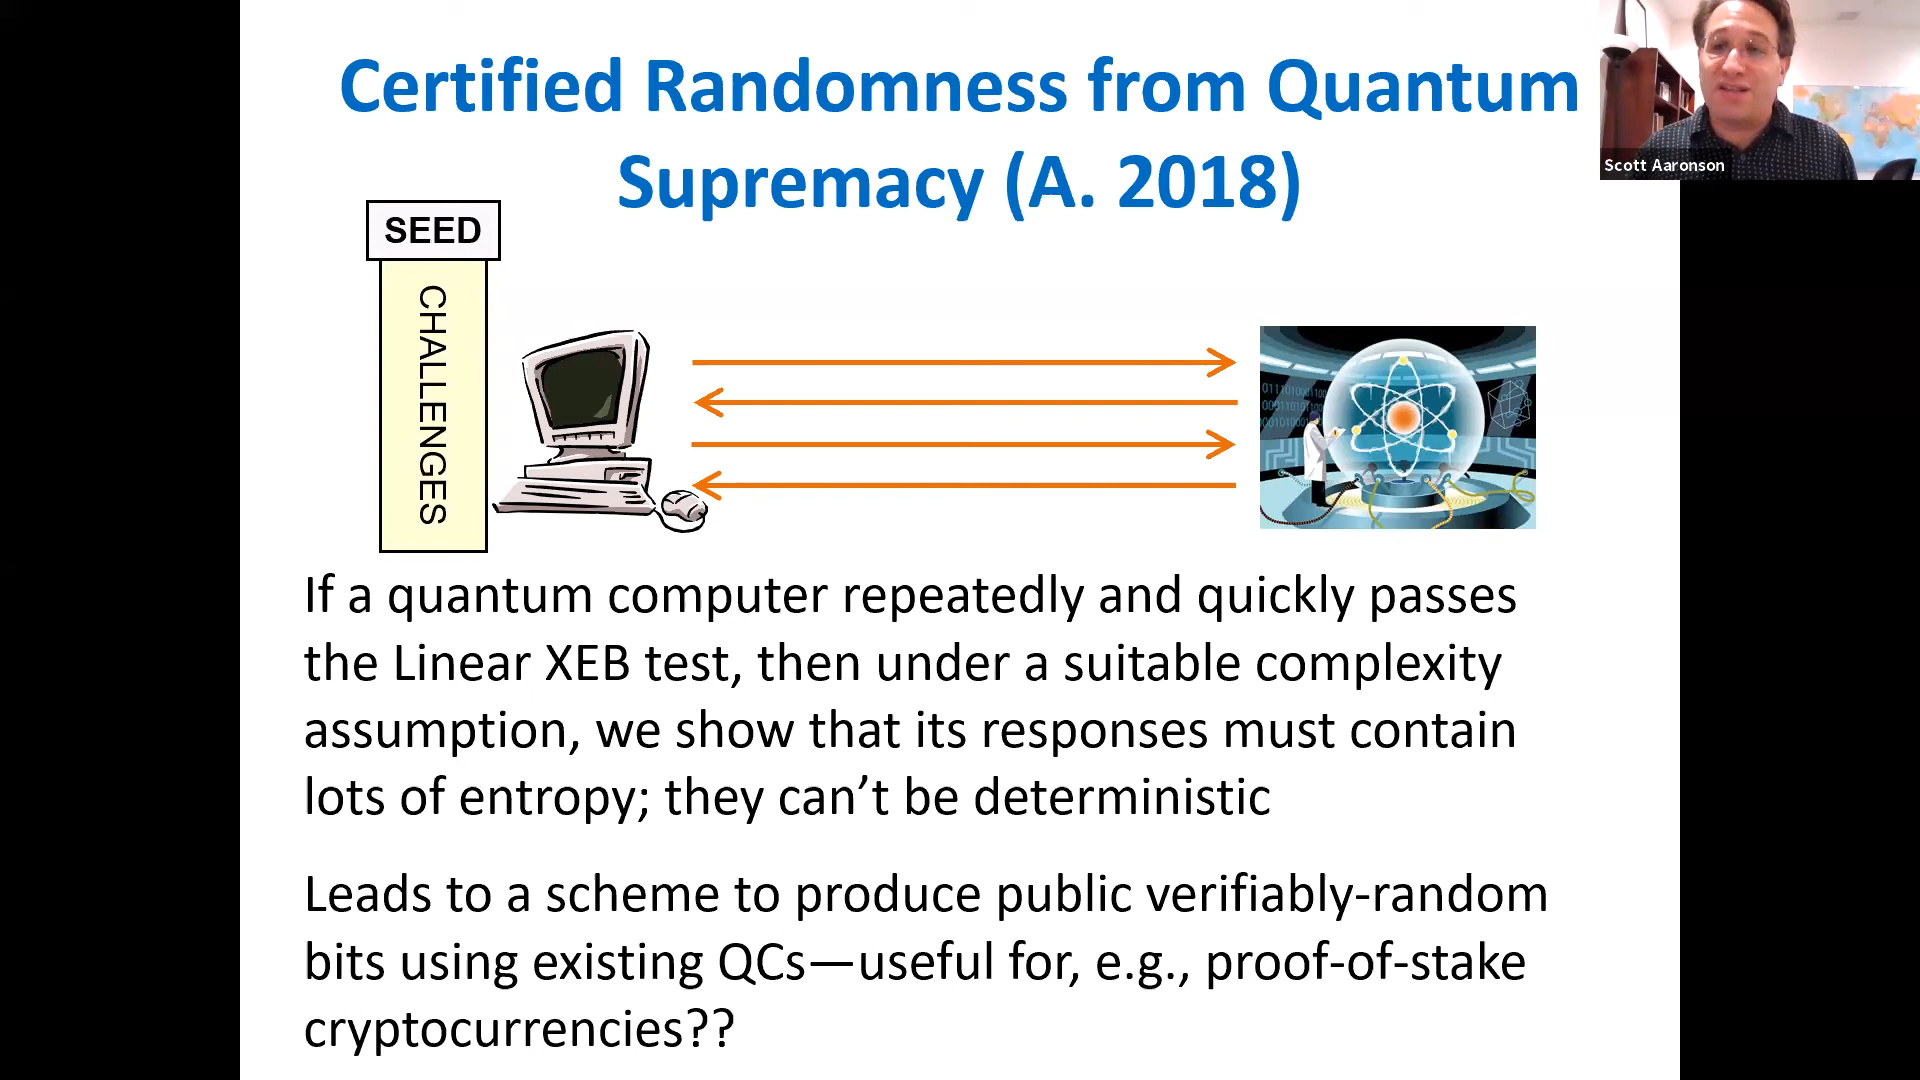 Certified Randomness from Quantum
Supremacy (A. 2018)
Scott Aaronson
SEED
CHALLENGES
If a quantum computer repeatedly and quickly passes
the Linear XEB test, then under a suitable complexity
assumption, we show that its responses must contain
lots of entropy; they can’t be deterministic
Leads to a scheme to produce public verifiably-random
bits using existing QCs—useful for, e.g., proof-of-stake
cryptocurrencies??